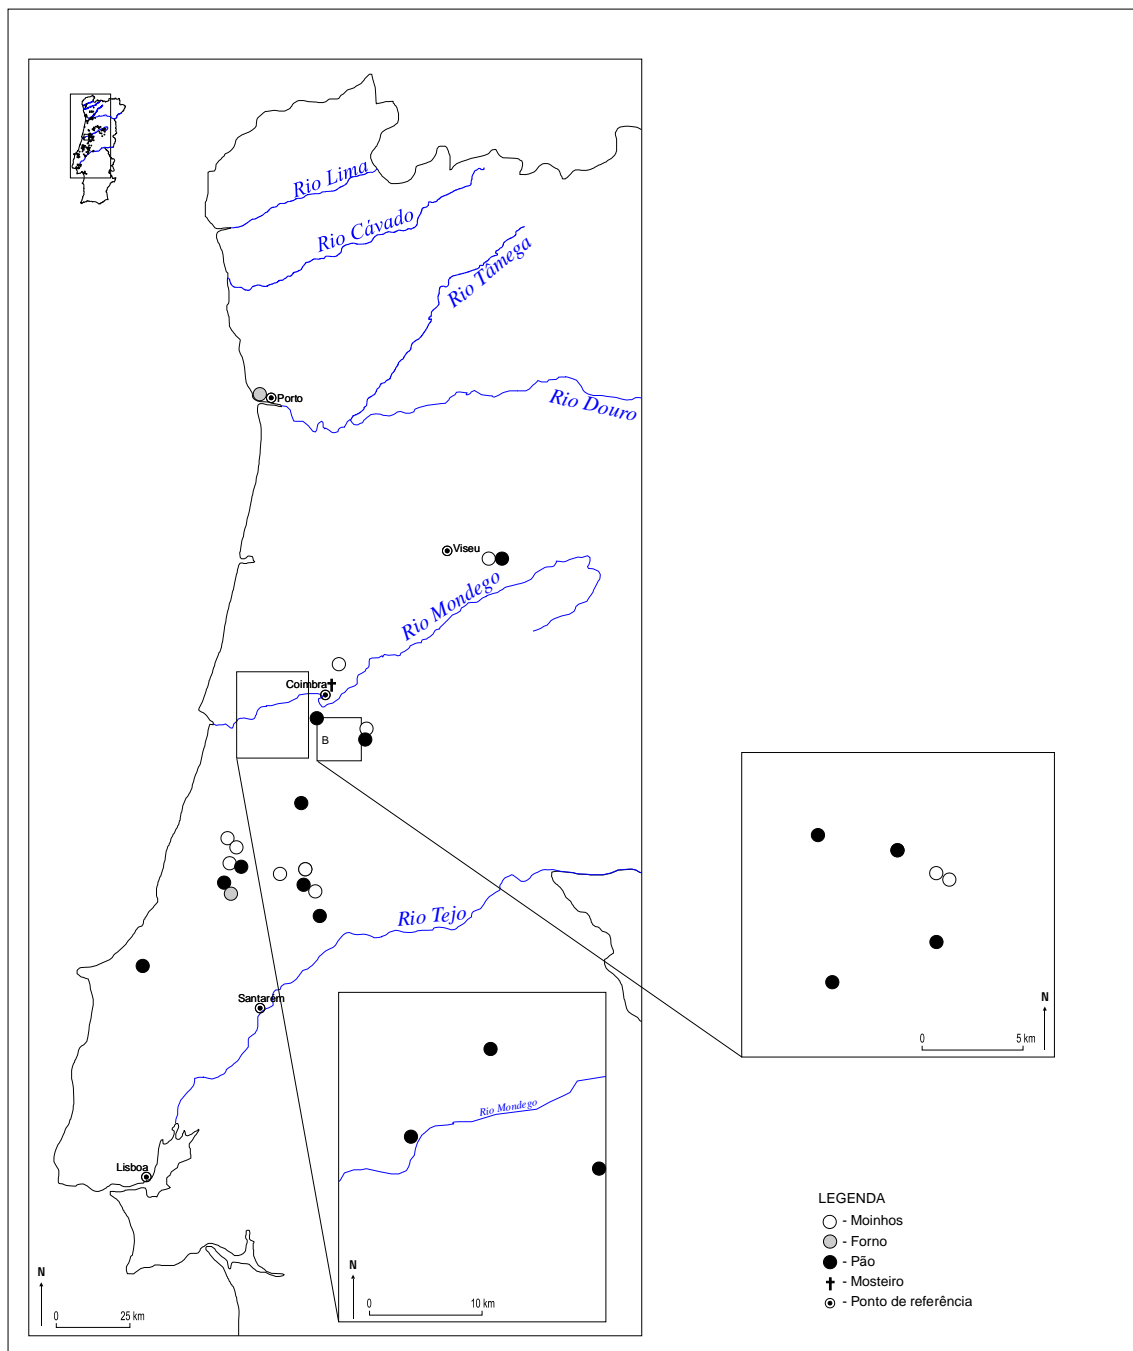 Rio Lima
Rio Cávado
Rio Tâmega
Porto
Rio Douro
Viseu
Rio Mondego
Coimbra
B
Rio Tejo
Santarém
N
0 5 km
Rio Mondego
Lisboa
N
0 25 km
N
0 10 km
LEGENDA
- Moinhos
- Forno
- Pão
- Mosteiro
- Ponto de referência